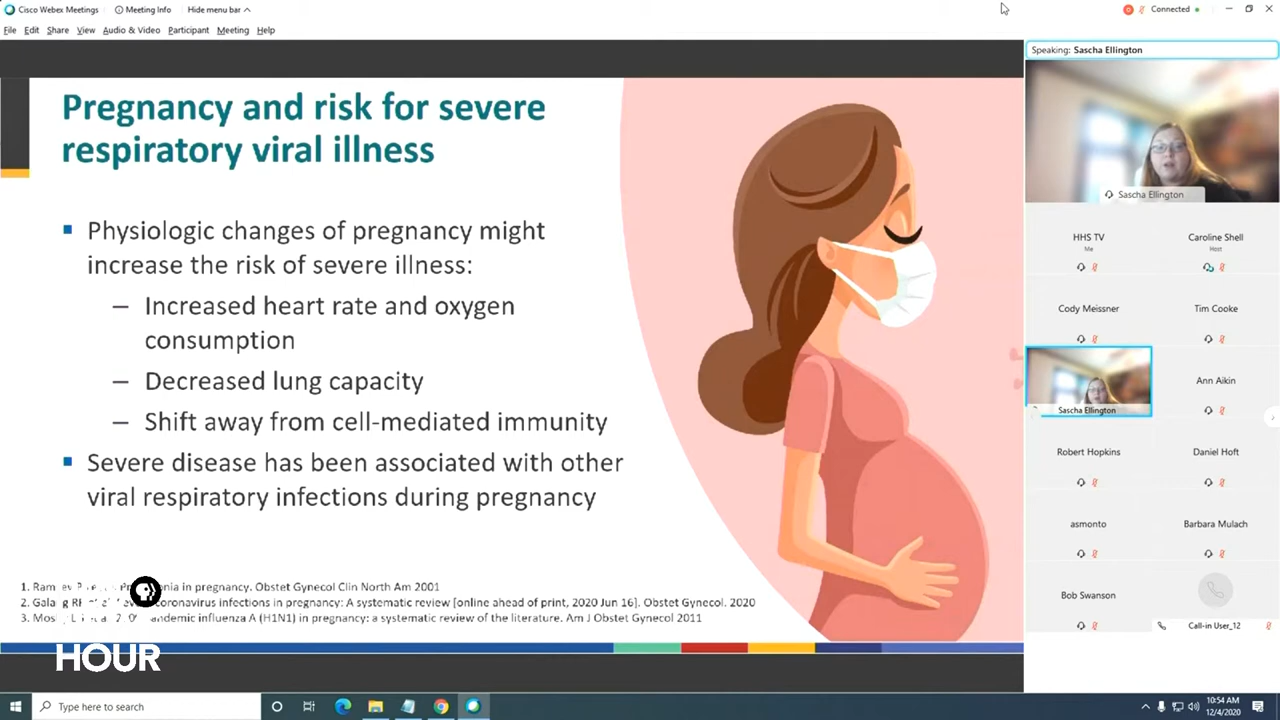 Cisco Webex Meetings
Meeting Info
Hide menu bar
Connected
File Edit Share View Audio & Video Participant Meeting Help
Speaking: Sascha Ellington
Sascha Ellington
Pregnancy and risk for severe
respiratory viral illness
Physiologic changes of pregnancy might
increase the risk of severe illness:
– Increased heart rate and oxygen
consumption
– Decreased lung capacity
– Shift away from cell-mediated immunity
Severe disease has been associated with other
viral respiratory infections during pregnancy
1. in pregnancy. Obstet Gynecol Clin North Am 2001
2. coronavirus infections in pregnancy: A systematic review [online ahead of print, 2020 Jun 16]. Obstet Gynecol. 2020
3. influenza A (H1N1) in pregnancy: a systematic review of the literature. Am J Obstet Gynecol 2011
HOUR
HHS TV
Me
Caroline Shell
Host
Cody Meissner
Tim Cooke
Sascha Ellington
Ann Aikin
Robert Hopkins
Daniel Hoft
asmonto
Barbara Mulach
Bob Swanson
Call-in User_12
Type here to search
10:54 AM
12/4/2020